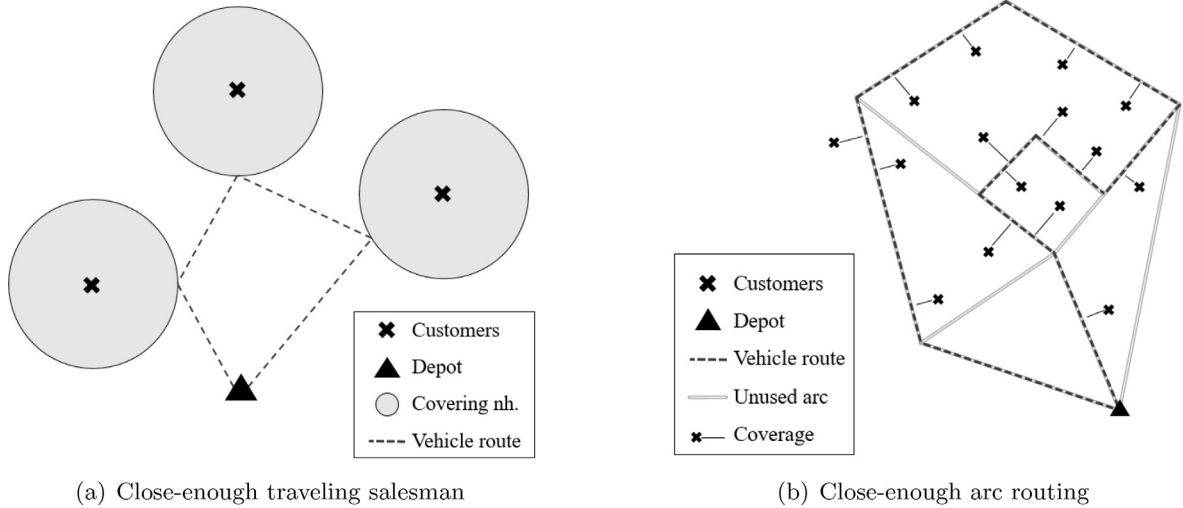 Customers
Depot
Covering nh.
Vehicle route
(a) Close-enough traveling salesman
Customers
Depot
Vehicle route
Unused arc
Coverage
(b) Close-enough arc routing